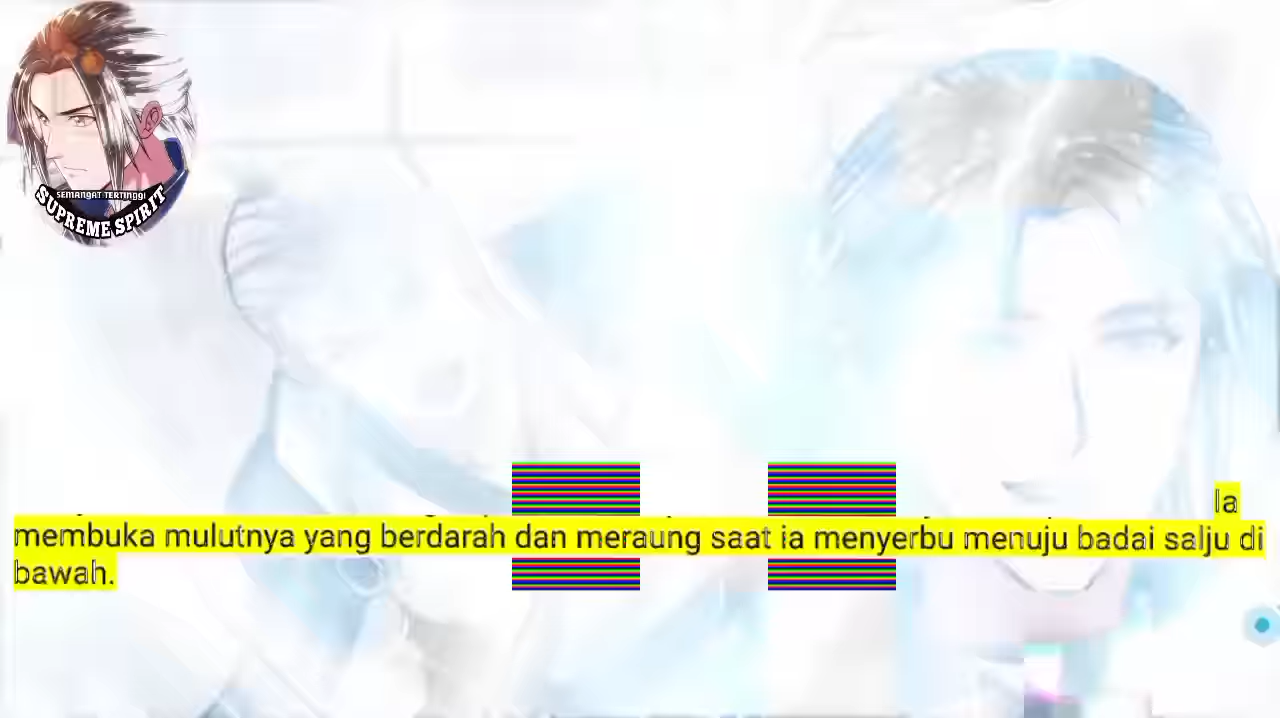 SEMANGAT TERTINGGI
SUPREME SPIRIT
Ia
membuka mulutnya yang berdarah dan meraung saat ia menyerbu menuju badai salju di
bawah.